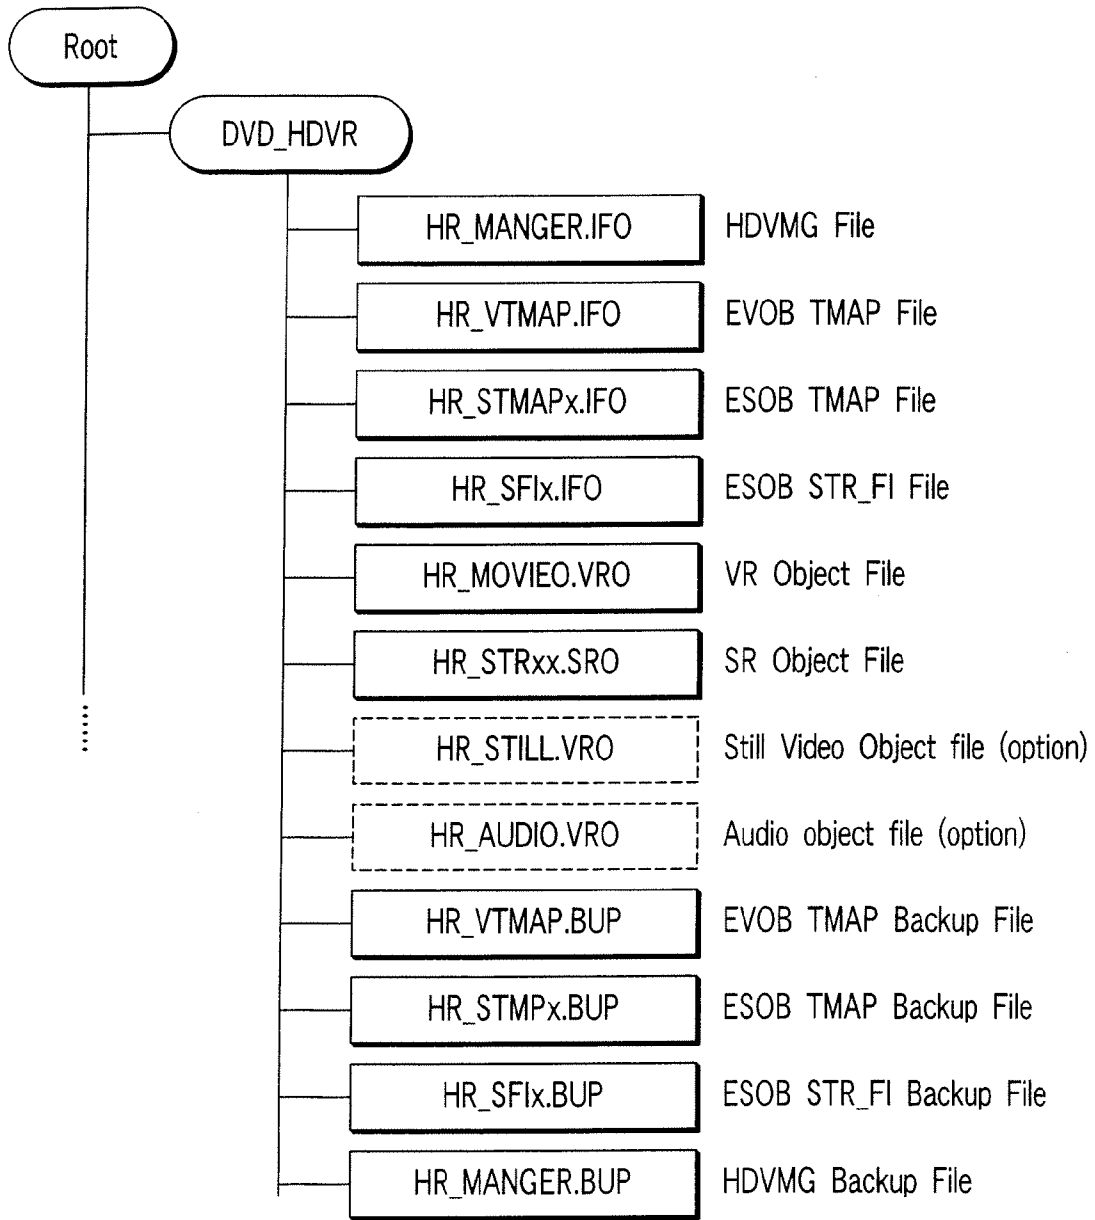 Root
DVD_HDVR
HR_MANGER.IFO HDVMG File
HR_VTMAP.IFO EVOB TMAP File
HR_STMAPx.IFO ESOB TMAP File
HR_SFIx.IFO ESOB STR_FI File
HR_MOVIEO.VRO VR Object File
HR_STRxx.SRO SR Object File
HR_STILL.VRO Still Video Object file (option)
HR_AUDIO.VRO Audio object file (option)
HR_VTMAP.BUP EVOB TMAP Backup File
HR_STMPx.BUP ESOB TMAP Backup File
HR_SFIx.BUP ESOB STR_FI Backup File
HR_MANGER.BUP HDVMG Backup File